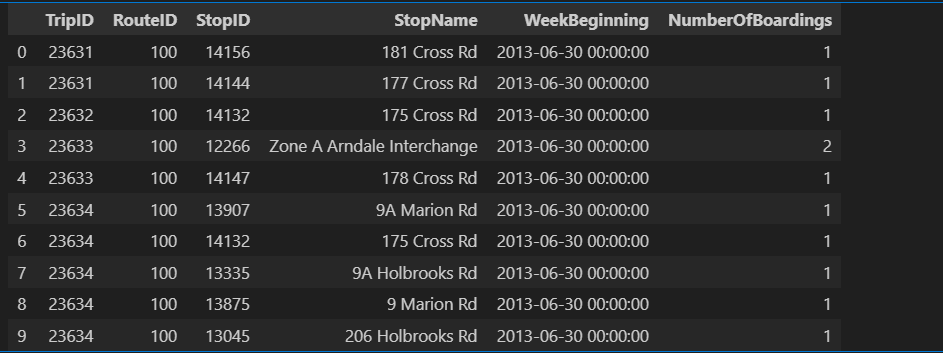 TripID RouteID StopID StopName WeekBeginning NumberOfBoardings
0 23631 100 14156 181 Cross Rd 2013-06-30 00:00:00 1
1 23631 100 14144 177 Cross Rd 2013-06-30 00:00:00 1
2 23632 100 14132 175 Cross Rd 2013-06-30 00:00:00 1
3 23633 100 12266 Zone A Arndale Interchange 2013-06-30 00:00:00 2
4 23633 100 14147 178 Cross Rd 2013-06-30 00:00:00 1
5 23634 100 13907 9A Marion Rd 2013-06-30 00:00:00 1
6 23634 100 14132 175 Cross Rd 2013-06-30 00:00:00 1
7 23634 100 13335 9A Holbrooks Rd 2013-06-30 00:00:00 1
8 23634 100 13875 9 Marion Rd 2013-06-30 00:00:00 1
9 23634 100 13045 206 Holbrooks Rd 2013-06-30 00:00:00 1